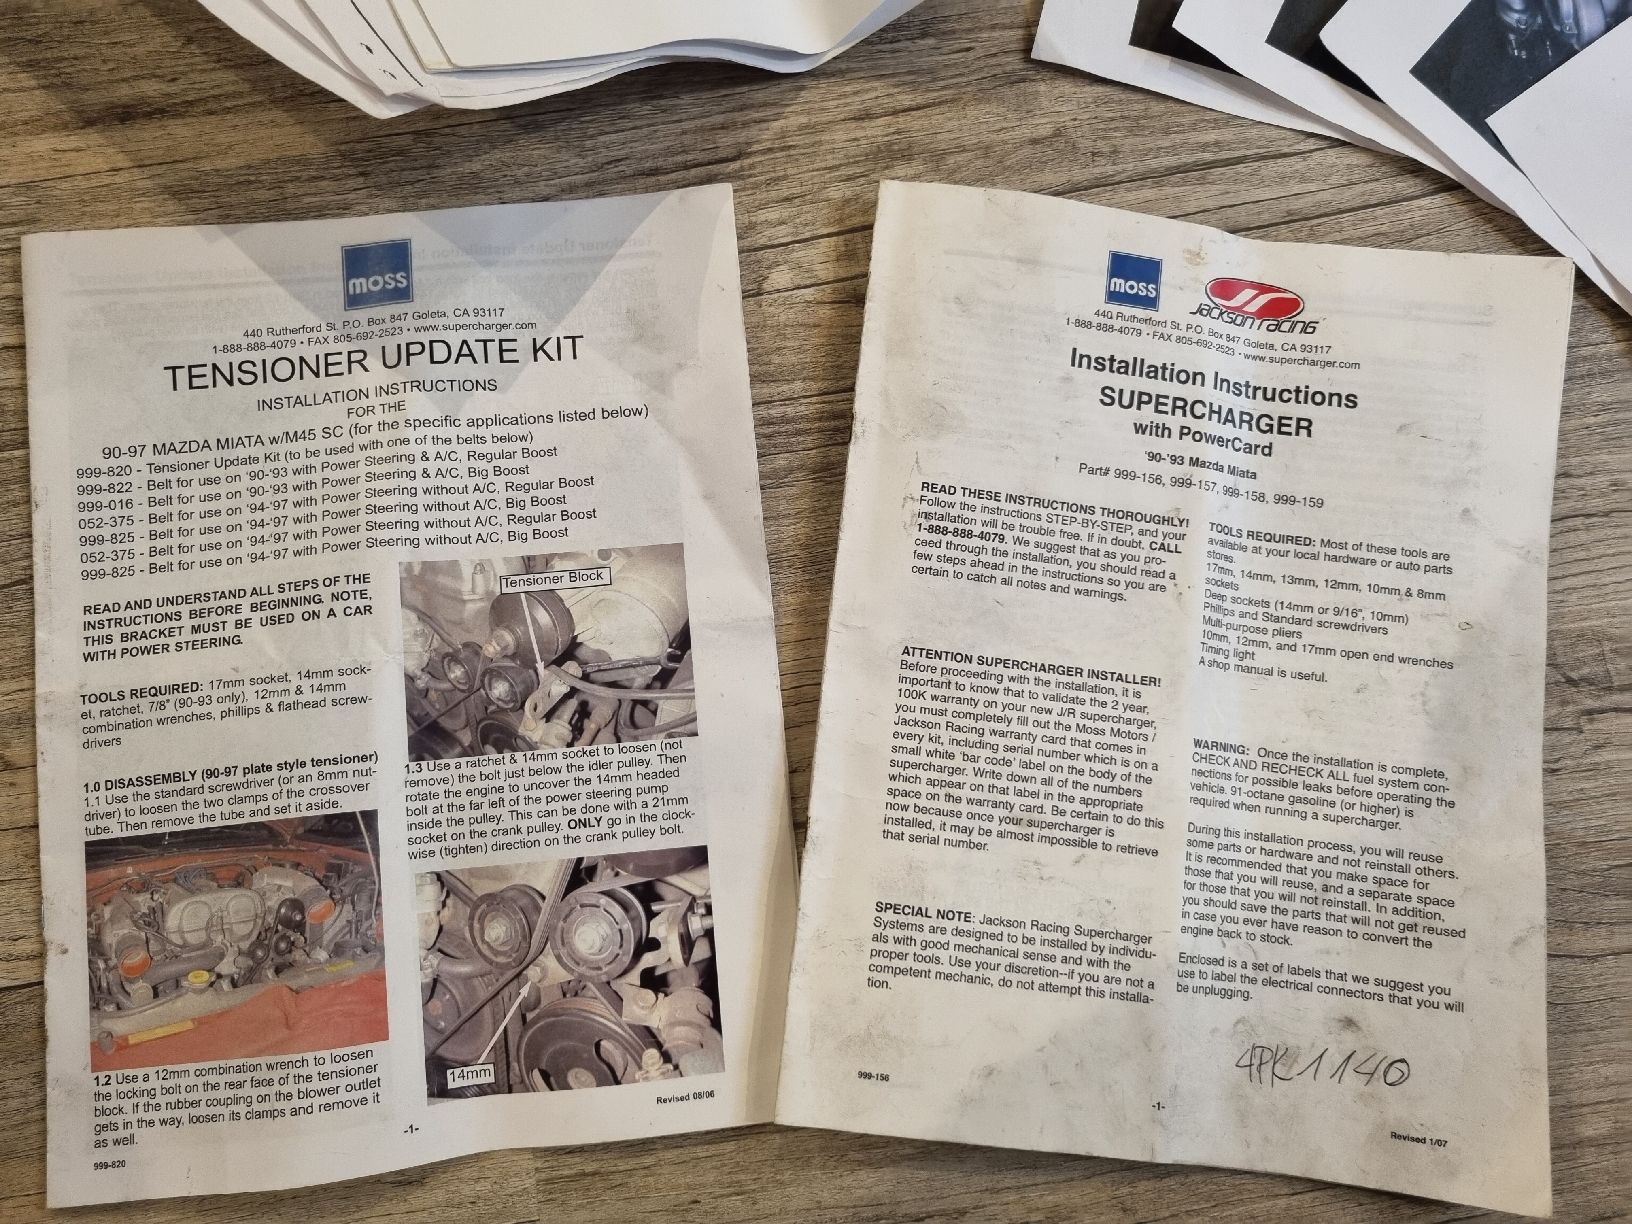 moss
440 Rutherford St. P.O. Box 847 Goleta, CA 93117
1-888-888-4079 • FAX 805-692-2523 • www.supercharger.com
TENSIONER UPDATE KIT
INSTALLATION INSTRUCTIONS
FOR THE
90-97 MAZDA MIATA w/M45 SC (for the specific applications listed below)
999-820 - Tensioner Update Kit (to be used with one of the belts below)
999-822 - Belt for use on '90-'93 with Power Steering & A/C, Regular Boost
999-016 - Belt for use on '90-'93 with Power Steering & A/C, Big Boost
052-375 - Belt for use on '94-'97 with Power Steering without A/C, Regular Boost
999-825 - Belt for use on '94-'97 with Power Steering without A/C, Big Boost
052-375 - Belt for use on '94-'97 with Power Steering without A/C, Regular Boost
999-825 - Belt for use on '94-'97 with Power Steering without A/C, Big Boost
READ AND UNDERSTAND ALL STEPS OF THE
INSTRUCTIONS BEFORE BEGINNING. NOTE,
THIS BRACKET MUST BE USED ON A CAR
WITH POWER STEERING.
TOOLS REQUIRED: 17mm socket, 14mm sock-
et, ratchet, 7/8" (90-93 only), 12mm & 14mm
combination wrenches, phillips & flathead screw-
drivers
1.0 DISASSEMBLY (90-97 plate style tensioner)
1.1 Use the standard screwdriver (or an 8mm nut-
driver) to loosen the two clamps of the crossover
tube. Then remove the tube and set it aside.
1.2 Use a 12mm combination wrench to loosen
the locking bolt on the rear face of the tensioner
block. If the rubber coupling on the blower outlet
gets in the way, loosen its clamps and remove it
as well.
Tensioner Block
1.3 Use a ratchet & 14mm socket to loosen (not
remove) the bolt just below the idler pulley. Then
rotate the engine to uncover the 14mm headed
bolt at the far left of the power steering pump
inside the pulley. This can be done with a 21mm
socket on the crank pulley. ONLY go in the clock-
wise (tighten) direction on the crank pulley bolt.
14mm
Revised 08/06
-1-
999-820
moss
Jackson racing
440 Rutherford St. P.O. Box 847 Goleta, CA 93117
1-888-888-4079 • FAX 805-692-2523 • www.supercharger.com
Installation Instructions
SUPERCHARGER
with PowerCard
'90-'93 Mazda Miata
Part# 999-156, 999-157, 999-158, 999-159
READ THESE INSTRUCTIONS THOROUGHLY!
Follow the instructions STEP-BY-STEP, and your
installation will be trouble free. If in doubt, CALL
1-888-888-4079. We suggest that as you pro-
ceed through the installation, you should read a
few steps ahead in the instructions so you are
certain to catch all notes and warnings.
ATTENTION SUPERCHARGER INSTALLER!
Before proceeding with the installation, it is
important to know that to validate the 2 year,
100K warranty on your new J/R supercharger,
you must completely fill out the Moss Motors /
Jackson Racing warranty card that comes in
every kit, including serial number which is on a
small white 'bar code' label on the body of the
supercharger. Write down all of the numbers
which appear on that label in the appropriate
space on the warranty card. Be certain to do this
now because once your supercharger is
installed, it may be almost impossible to retrieve
that serial number.
SPECIAL NOTE: Jackson Racing Supercharger
Systems are designed to be installed by individu-
als with good mechanical sense and with the
proper tools. Use your discretion--if you are not a
competent mechanic, do not attempt this installa-
tion.
TOOLS REQUIRED: Most of these tools are
available at your local hardware or auto parts
stores.
17mm, 14mm, 13mm, 12mm, 10mm & 8mm
sockets
Deep sockets (14mm or 9/16", 10mm)
Phillips and Standard screwdrivers
Multi-purpose pliers
10mm, 12mm, and 17mm open end wrenches
Timing light
A shop manual is useful.
WARNING: Once the installation is complete,
CHECK AND RECHECK ALL fuel system con-
nections for possible leaks before operating the
vehicle. 91-octane gasoline (or higher) is
required when running a supercharger.
During this installation process, you will reuse
some parts or hardware and not reinstall others.
It is recommended that you make space for
those that you will reuse, and a separate space
for those that you will not reinstall. In addition,
you should save the parts that will not get reused
in case you ever have reason to convert the
engine back to stock.
Enclosed is a set of labels that we suggest you
use to label the electrical connectors that you will
be unplugging.
4PK1140
999-156
-1-
Revised 1/07